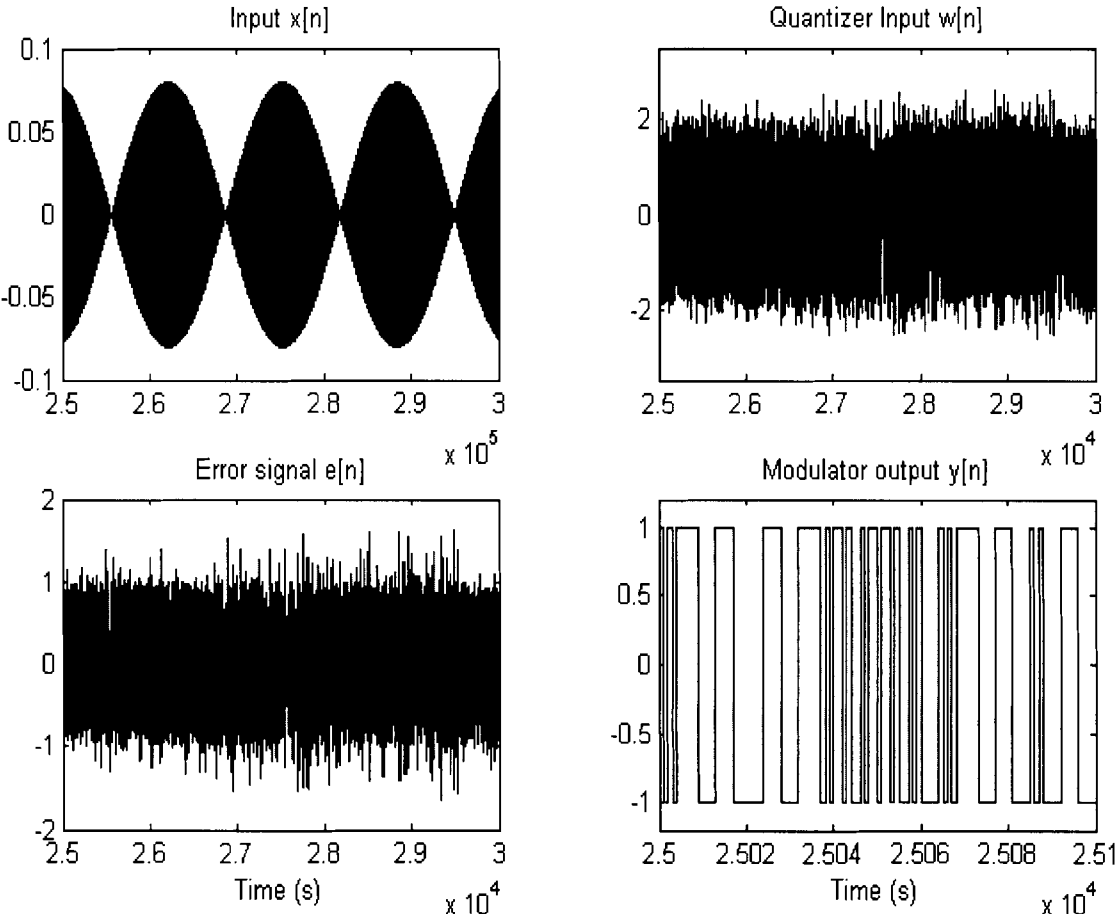 Input x[n]
0.1
0.05
0
-0.05
-0.1
2.5 2.6 2.7 2.8 2.9 3
x 10^5
Quantizer Input w[n]
2
0
-2
2.5 2.6 2.7 2.8 2.9 3
x 10^4
Error signal e[n]
2
1
0
-1
-2
2.5 2.6 2.7 2.8 2.9 3
Time (s)
x 10^4
Modulator output y[n]
1
0.5
0
-0.5
-1
2.5 2.502 2.504 2.506 2.508 2.51
Time (s)
x 10^4